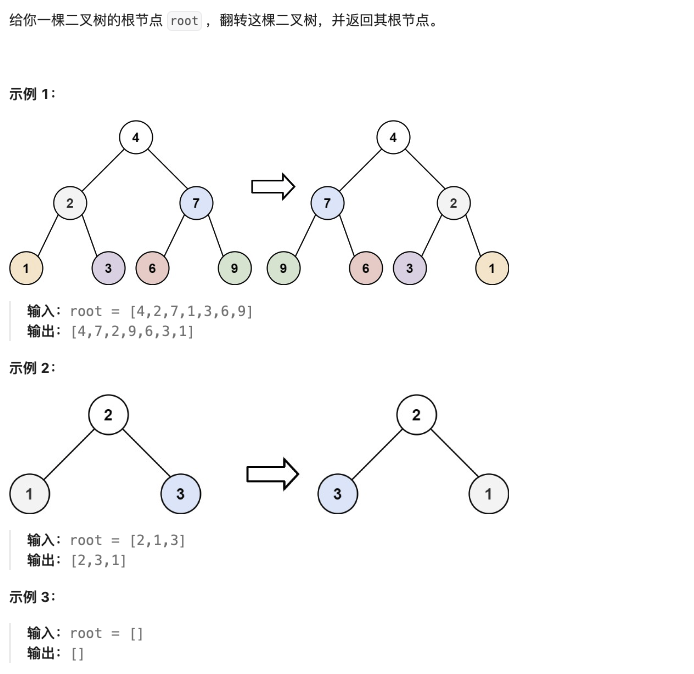 给你一棵二叉树的根节点 root ，翻转这棵二叉树，并返回其根节点。
示例 1：
4 4
2 7 7 2
1 3 6 9 9 6 3 1
输入：root = [4,2,7,1,3,6,9]
输出：[4,7,2,9,6,3,1]
示例 2：
2 2
1 3 3 1
输入：root = [2,1,3]
输出：[2,3,1]
示例 3：
输入：root = []
输出：[]